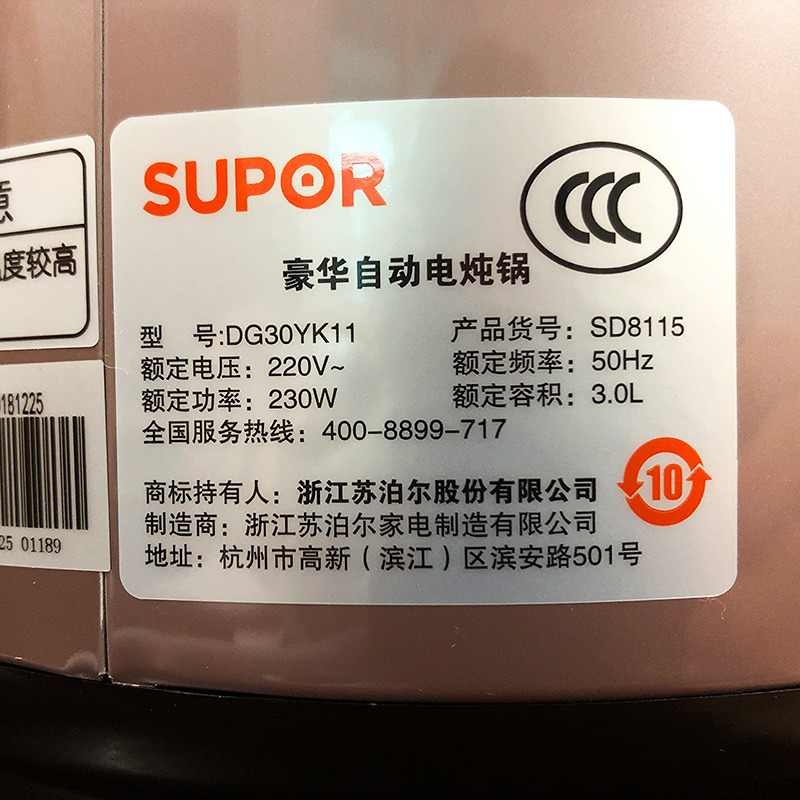 SUPOR
CCC
豪华自动电炖锅
型 号:DG30YK11 产品货号: SD8115
额定电压: 220V~ 额定频率: 50Hz
额定功率: 230W 额定容积: 3.0L
全国服务热线: 400-8899-717
商标持有人: 浙江苏泊尔股份有限公司
制造商: 浙江苏泊尔家电制造有限公司
地址: 杭州市高新(滨江)区滨安路501号
10
度较高
181225
25 01189